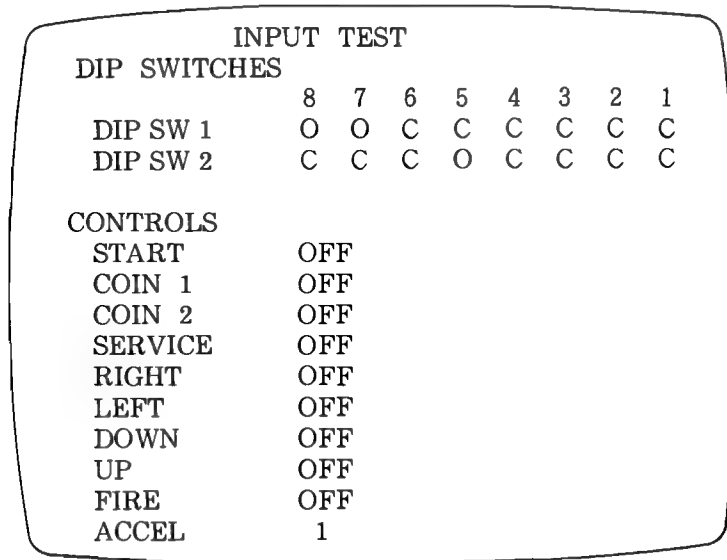 INPUT TEST
DIP SWITCHES
8 7 6 5 4 3 2 1
DIP SW 1 O O C C C C C C
DIP SW 2 C C C O C C C C
CONTROLS
START OFF
COIN 1 OFF
COIN 2 OFF
SERVICE OFF
RIGHT OFF
LEFT OFF
DOWN OFF
UP OFF
FIRE OFF
ACCEL 1